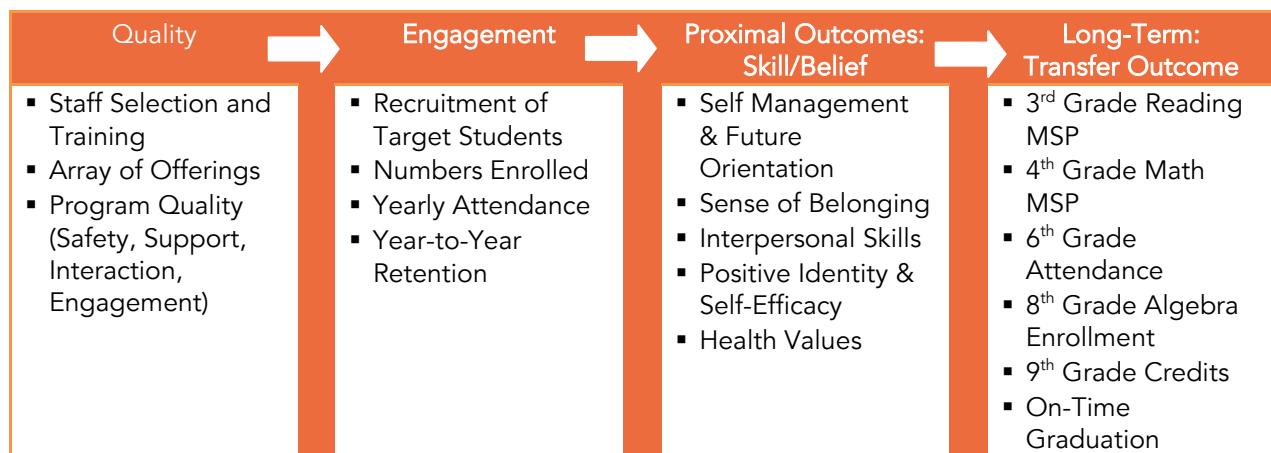 Quality
▪ Staff Selection and
Training
▪ Array of Offerings
▪ Program Quality
(Safety, Support,
Interaction,
Engagement)
Engagement
▪ Recruitment of
Target Students
▪ Numbers Enrolled
▪ Yearly Attendance
▪ Year-to-Year
Retention
Proximal Outcomes:
Skill/Belief
▪ Self Management
& Future
Orientation
▪ Sense of Belonging
▪ Interpersonal Skills
▪ Positive Identity &
Self-Efficacy
▪ Health Values
Long-Term:
Transfer Outcome
▪ 3rd Grade Reading
MSP
▪ 4th Grade Math
MSP
▪ 6th Grade
Attendance
▪ 8th Grade Algebra
Enrollment
▪ 9th Grade Credits
▪ On-Time
Graduation